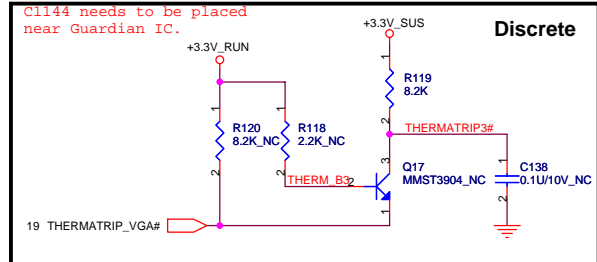 C1144 needs to be placed
near Guardian IC.
Discrete
+3.3V_SUS
+3.3V_RUN
1
R119
8.2K
2
THERMATRIP3#
1
R120
8.2K_NC
2
1
R118
2.2K_NC
2
THERM_B3
2
3
Q17
MMST3904_NC
1
1
C138
0.1U/10V_NC
2
19 THERMATRIP_VGA#